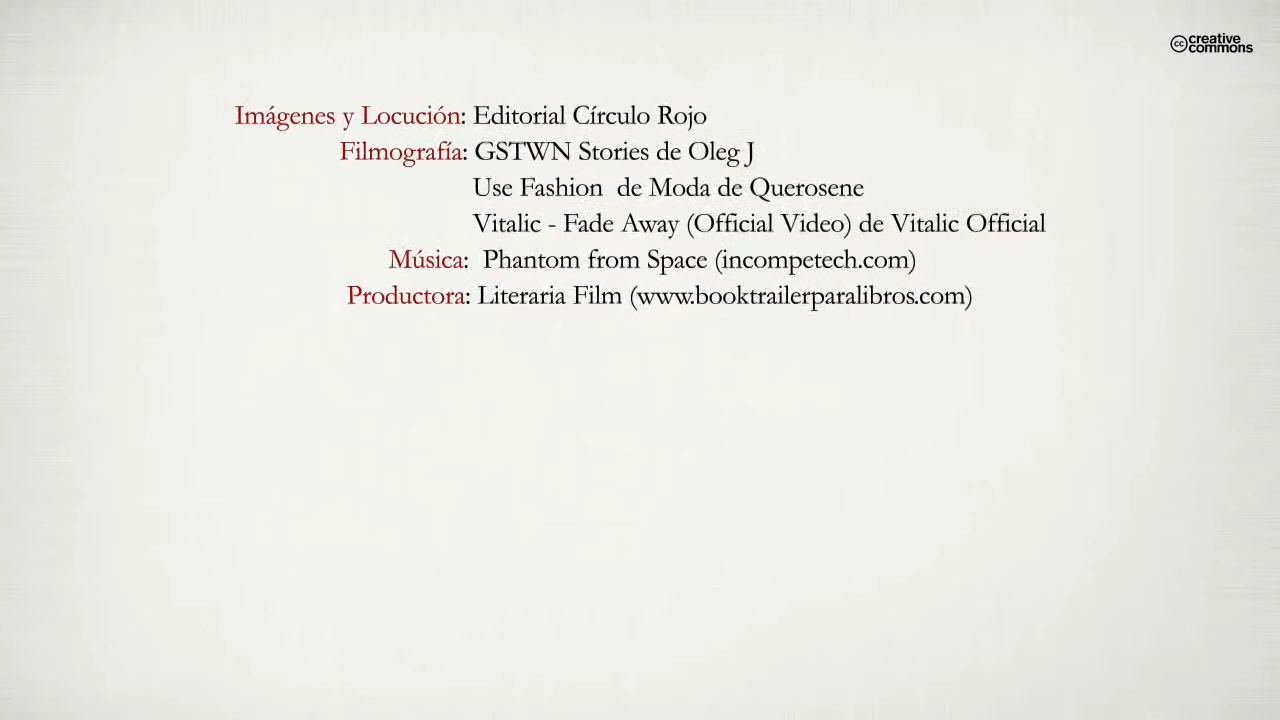 creative
commons
Imágenes y Locución: Editorial Círculo Rojo
Filmografía: GSTWN Stories de Oleg J
Use Fashion  de Moda de Querosene
Vitalic - Fade Away (Official Video) de Vitalic Official
Música:  Phantom from Space (incompetech.com)
Productora: Literaria Film (www.booktrailerparalibros.com)